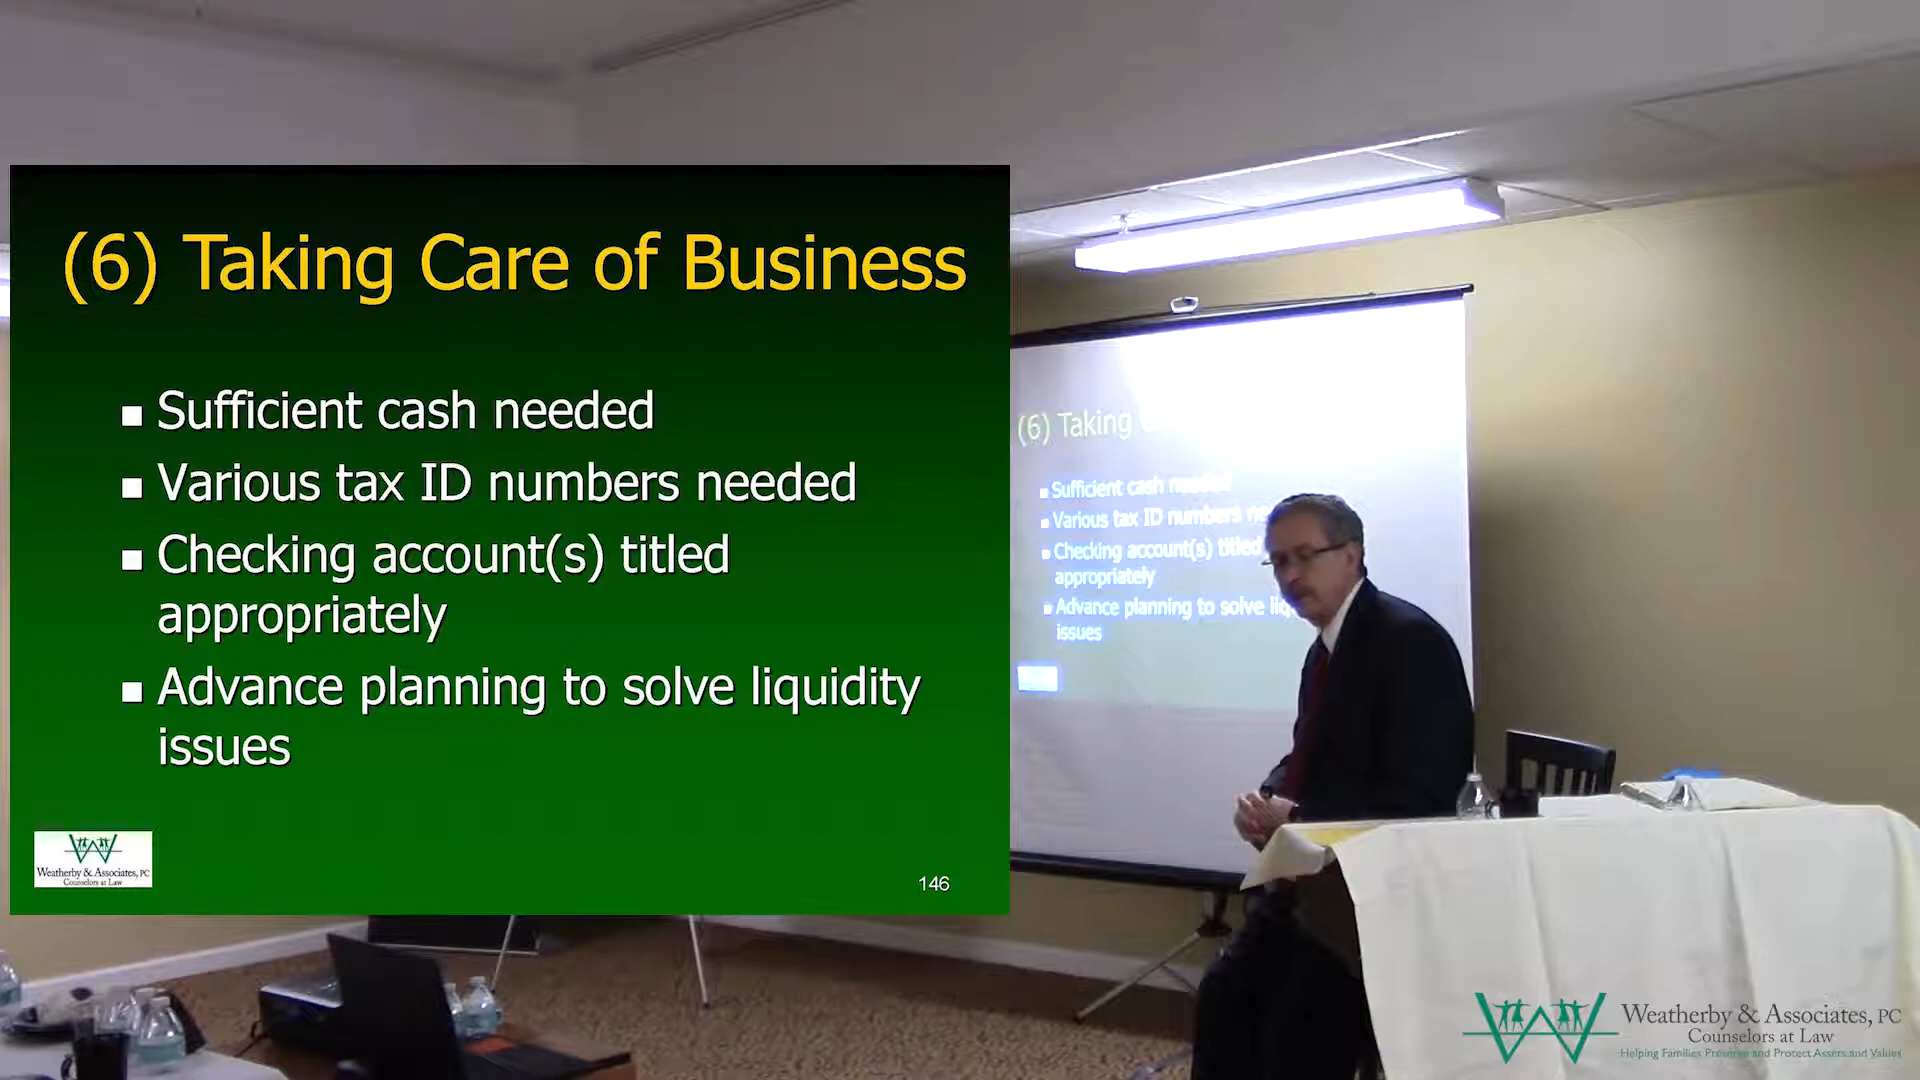 (6) Taking Care of Business
■ Sufficient cash needed
■ Various tax ID numbers needed
■ Checking account(s) titled
appropriately
■ Advance planning to solve liquidity
issues
Weatherby & Associates, PC
Counselors at Law
146
(6) Taking
■ Sufficient cash needed
■ Various tax ID numbers
■ Checking account(s) titled
appropriately
■ Advance planning to solve
issues
Weatherby & Associates, PC
Counselors at Law
Helping Families Preserve and Protect Assets and Values